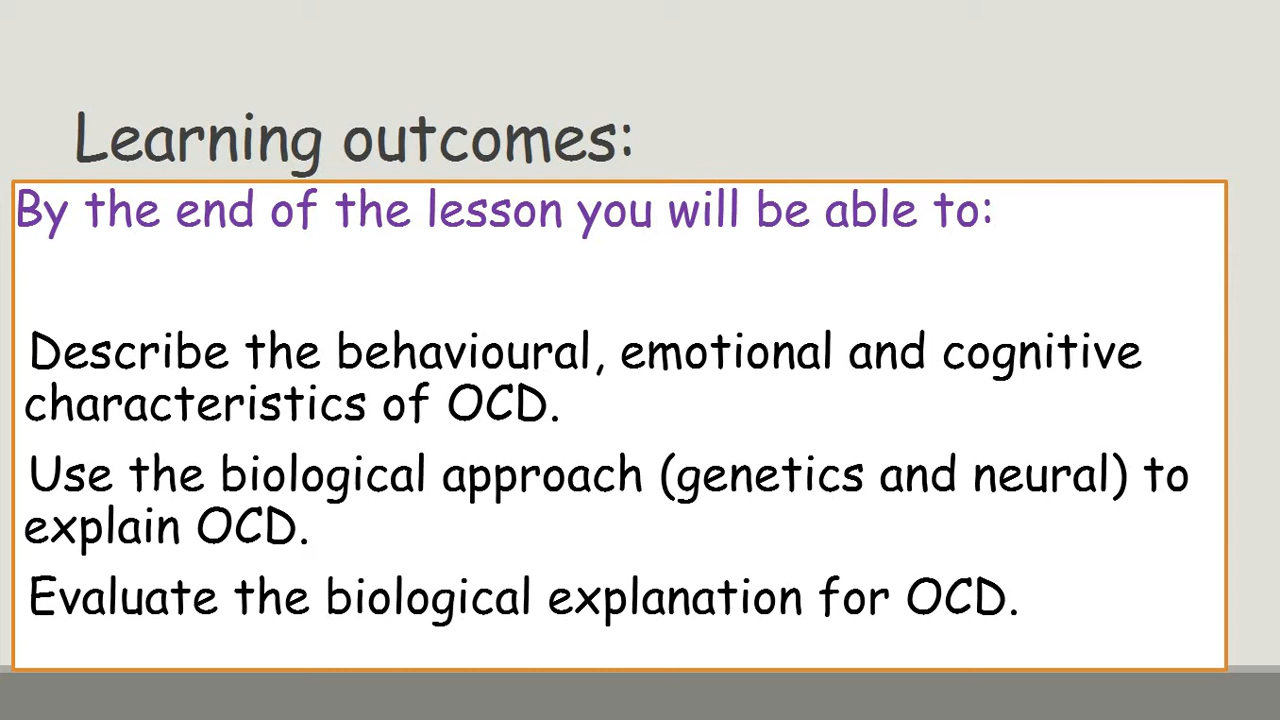 Learning outcomes:
By the end of the lesson you will be able to:
Describe the behavioural, emotional and cognitive
characteristics of OCD.
Use the biological approach (genetics and neural) to
explain OCD.
Evaluate the biological explanation for OCD.